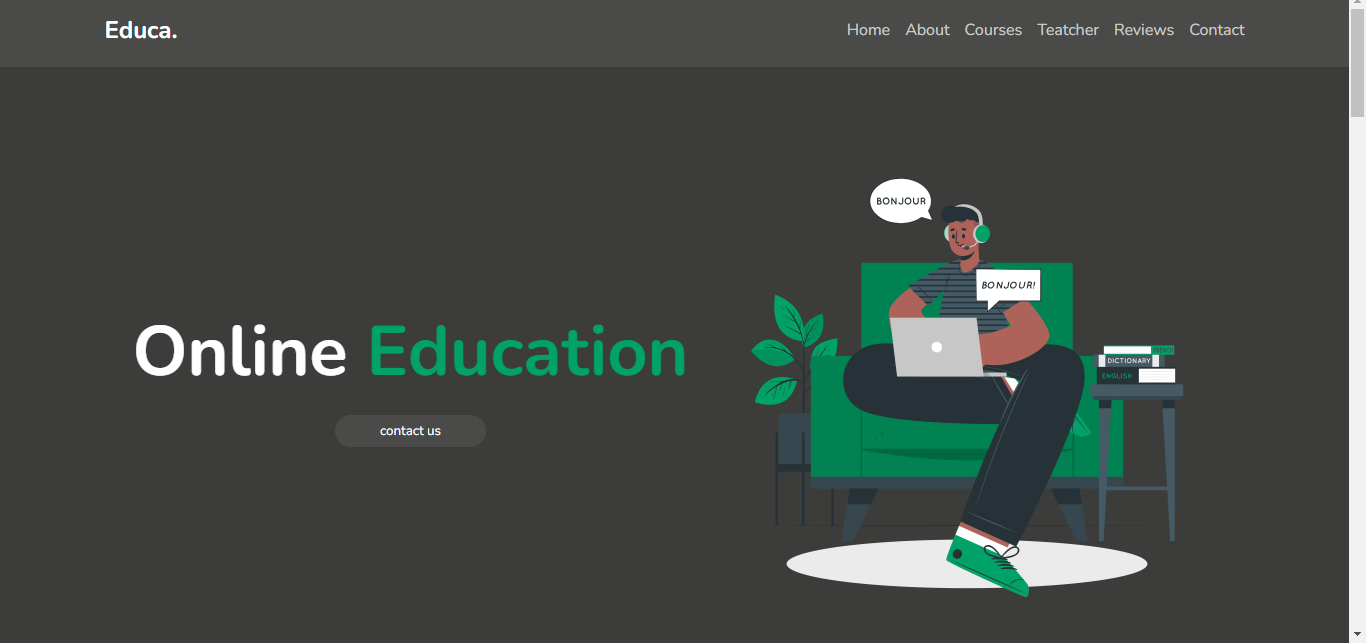 Educa.
Home About Courses Teatcher Reviews Contact
BONJOUR
BONJOUR!
Online Education
DICTIONARY
ENGLISH
contact us